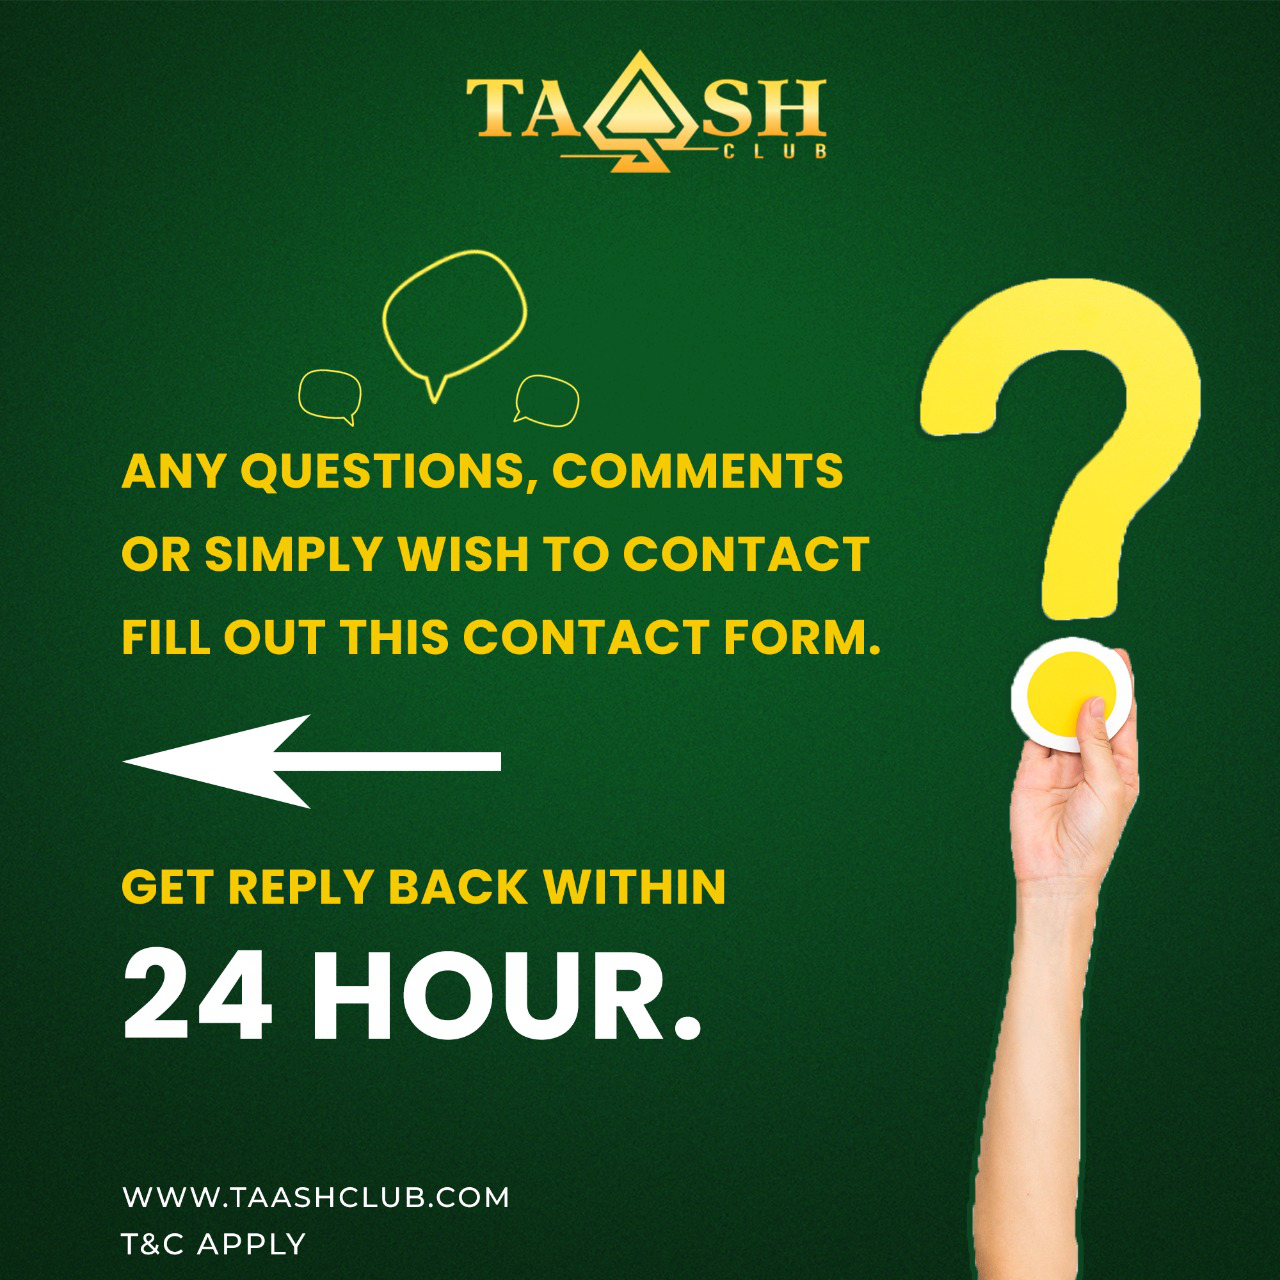 TAASH
CLUB
ANY QUESTIONS, COMMENTS
OR SIMPLY WISH TO CONTACT
FILL OUT THIS CONTACT FORM.
GET REPLY BACK WITHIN
24 HOUR.
WWW.TAASHCLUB.COM
T&C APPLY